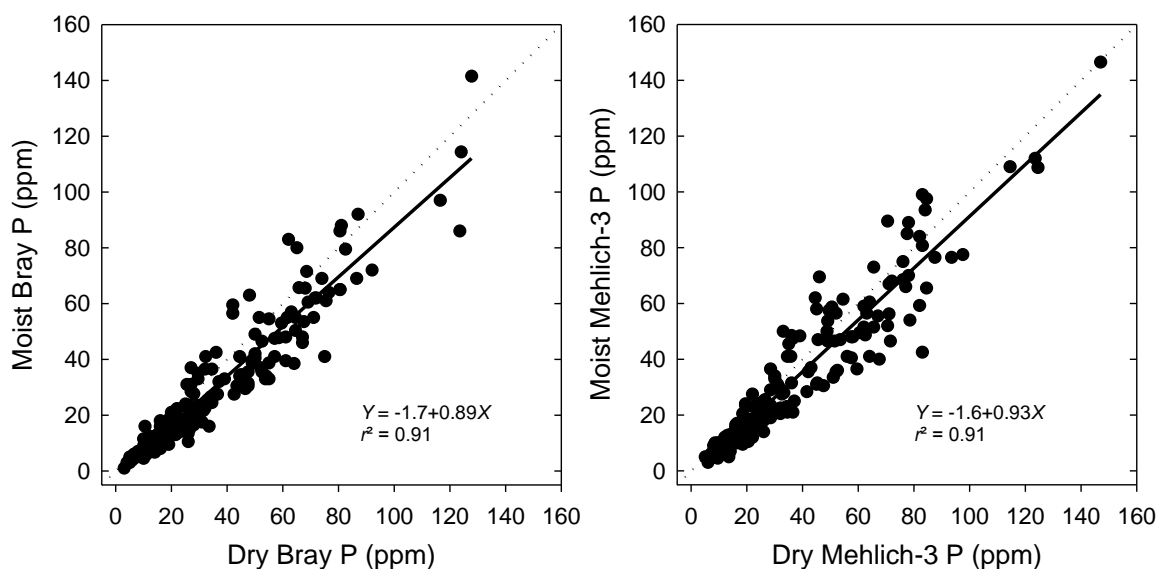 160
140
120
100
80
60
40
20
0
Moist Bray P (ppm)
Y = -1.7+0.89X
r² = 0.91
0 20 40 60 80 100 120 140 160
Dry Bray P (ppm)
160
140
120
100
80
60
40
20
0
Moist Mehlich-3 P (ppm)
Y = -1.6+0.93X
r² = 0.91
0 20 40 60 80 100 120 140 160
Dry Mehlich-3 P (ppm)